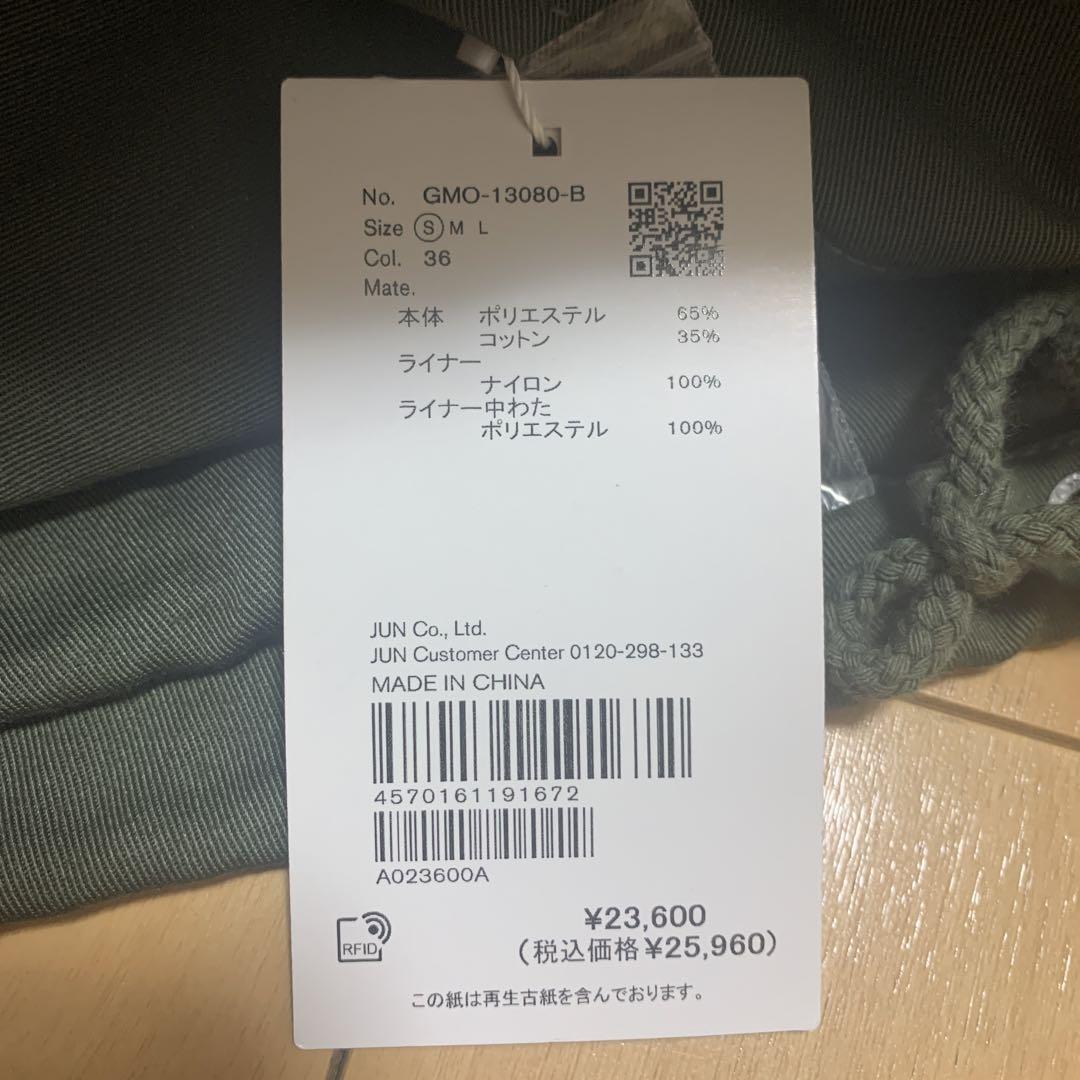 No. GMO-13080-B
Size S M L
Col. 36
Mate.
本体 ポリエステル 65%
コットン 35%
ライナー
ナイロン 100%
ライナー中わた
ポリエステル 100%
JUN Co., Ltd.
JUN Customer Center 0120-298-133
MADE IN CHINA
4570161191672
A023600A
RFID
¥23,600
(税込価格¥25,960)
この紙は再生古紙を含んでおります。